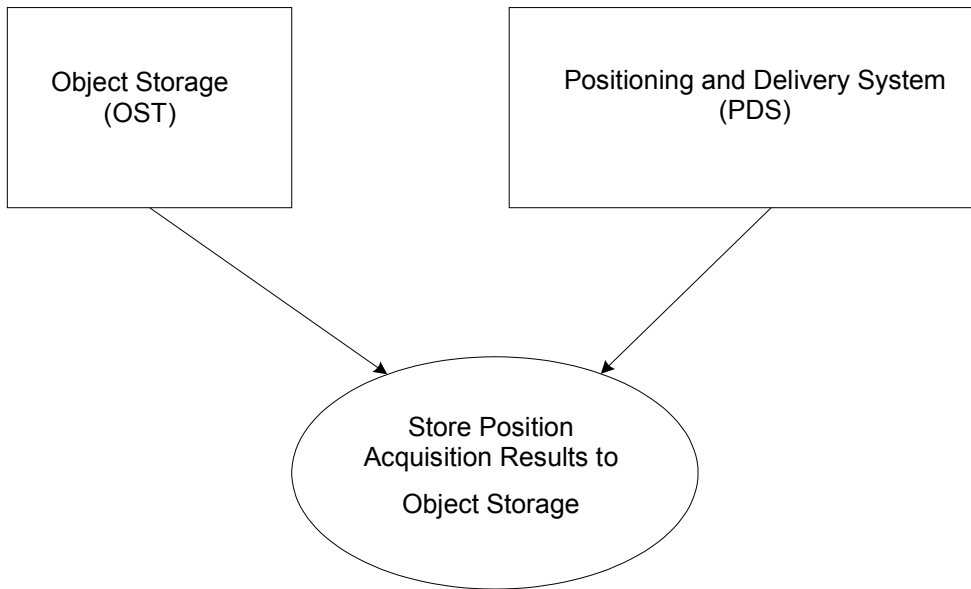 Object Storage
(OST)
Positioning and Delivery System
(PDS)
Store Position
Acquisition Results to
Object Storage